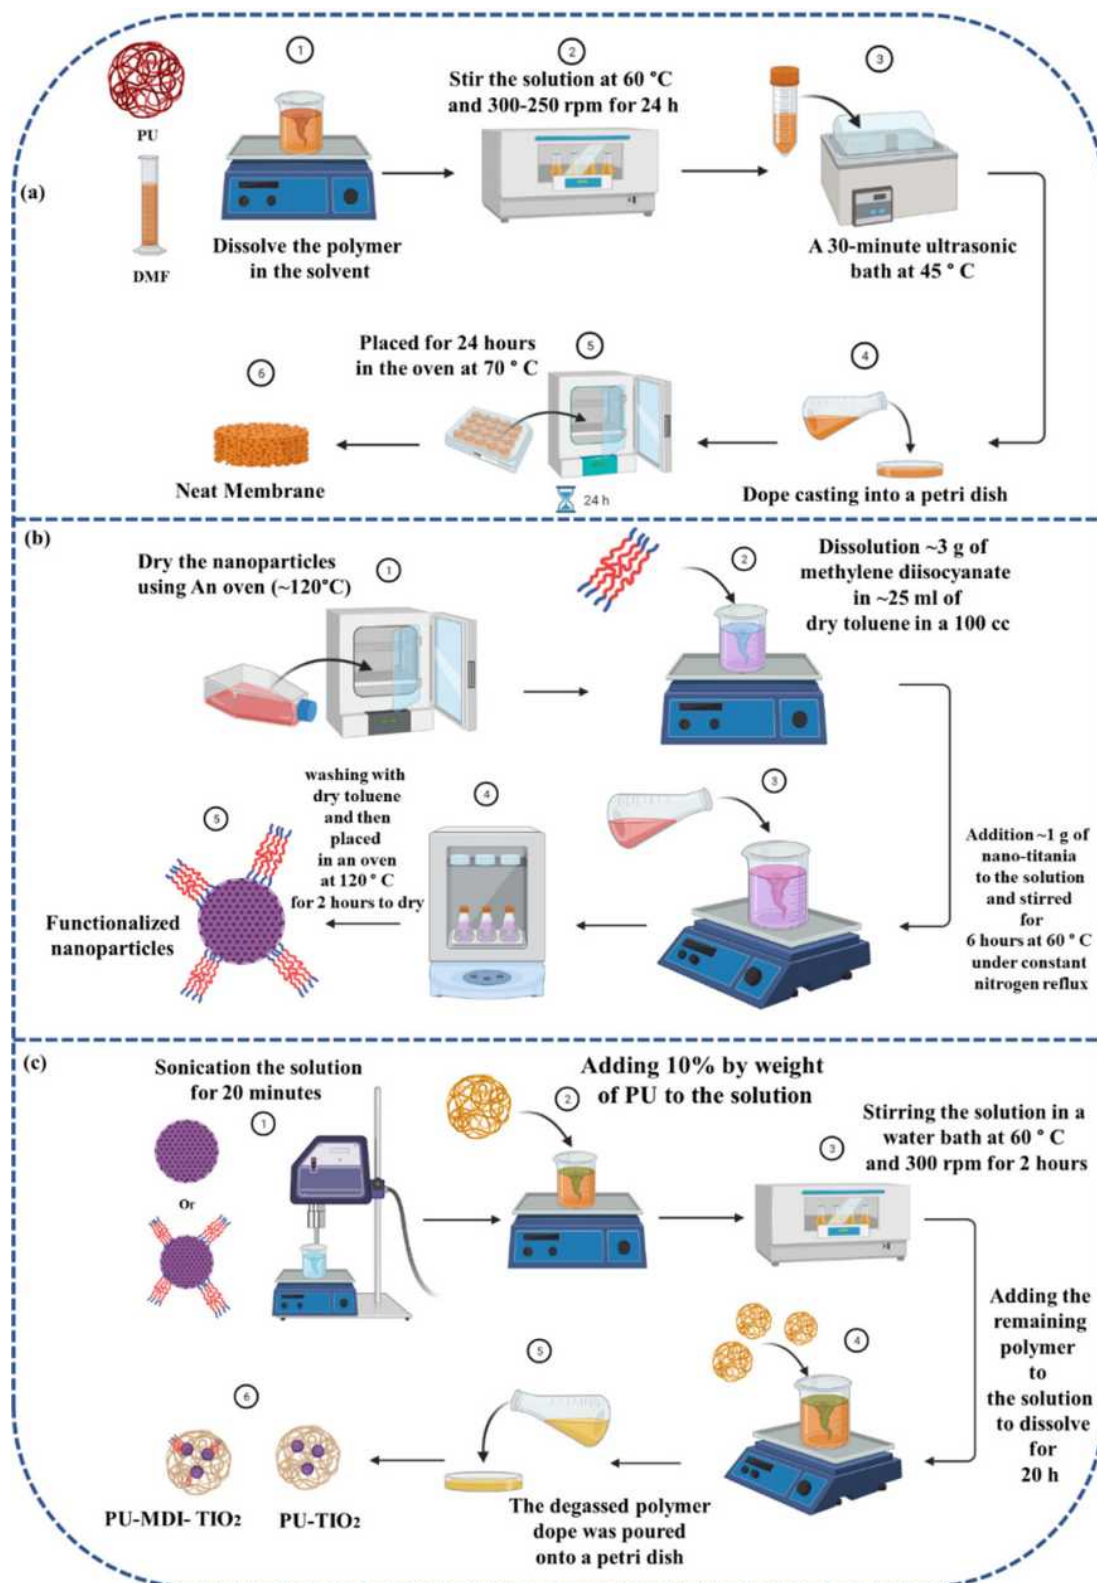 (a)
PU
DMF
1
Dissolve the polymer
in the solvent
2
Stir the solution at 60 °C
and 300-250 rpm for 24 h
3
A 30-minute ultrasonic
bath at 45 ° C
4
Dope casting into a petri dish
5
Placed for 24 hours
in the oven at 70 ° C
24 h
6
Neat Membrane
(b)
Dry the nanoparticles
using An oven (~120°C)
1
2
Dissolution ~3 g of
methylene diisocyanate
in ~25 ml of
dry toluene in a 100 cc
3
Addition ~1 g of
nano-titania
to the solution
and stirred
for
6 hours at 60 ° C
under constant
nitrogen reflux
4
washing with
dry toluene
and then
placed
in an oven
at 120 ° C
for 2 hours to dry
5
Functionalized
nanoparticles
(c)
Sonication the solution
for 20 minutes
1
Or
2
Adding 10% by weight
of PU to the solution
3
Stirring the solution in a
water bath at 60 ° C
and 300 rpm for 2 hours
4
Adding the
remaining
polymer
to
the solution
to dissolve
for
20 h
5
The degassed polymer
dope was poured
onto a petri dish
6
PU-MDI- TIO₂
PU-TIO₂